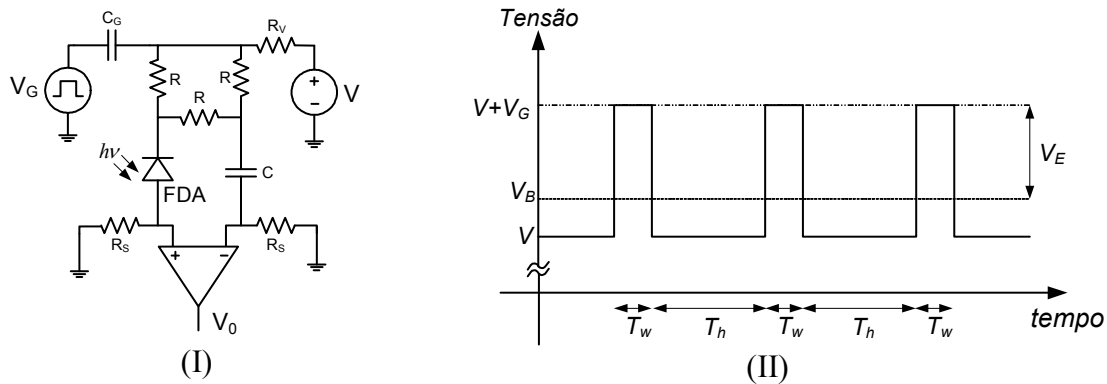 C_G
R_V
V_G
R
R
R
V
hν
FDA
C
R_S
R_S
+
−
V_0
(I)
Tensão
V+V_G
V_E
V_B
V
T_w
T_h
T_w
T_h
T_w
tempo
(II)